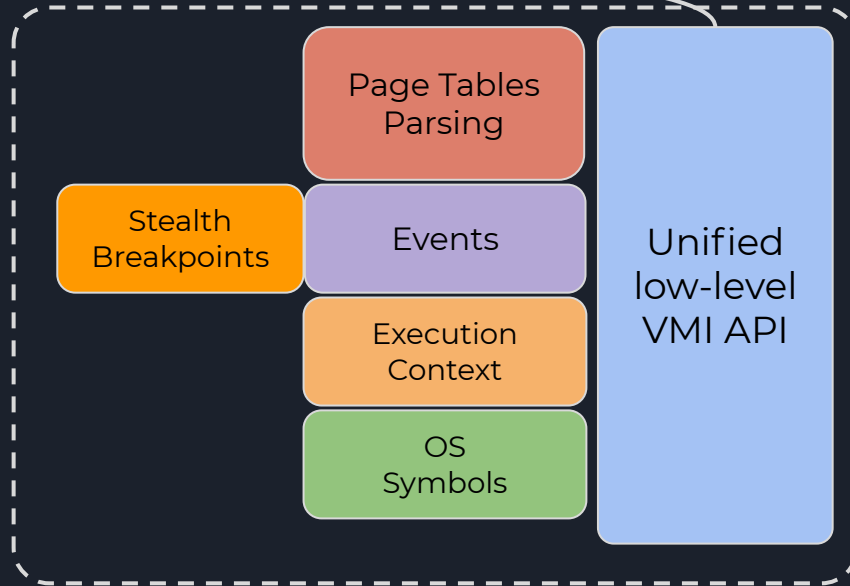 Page Tables
Parsing
Stealth
Breakpoints
Events
Execution
Context
OS
Symbols
Unified
low-level
VMI API